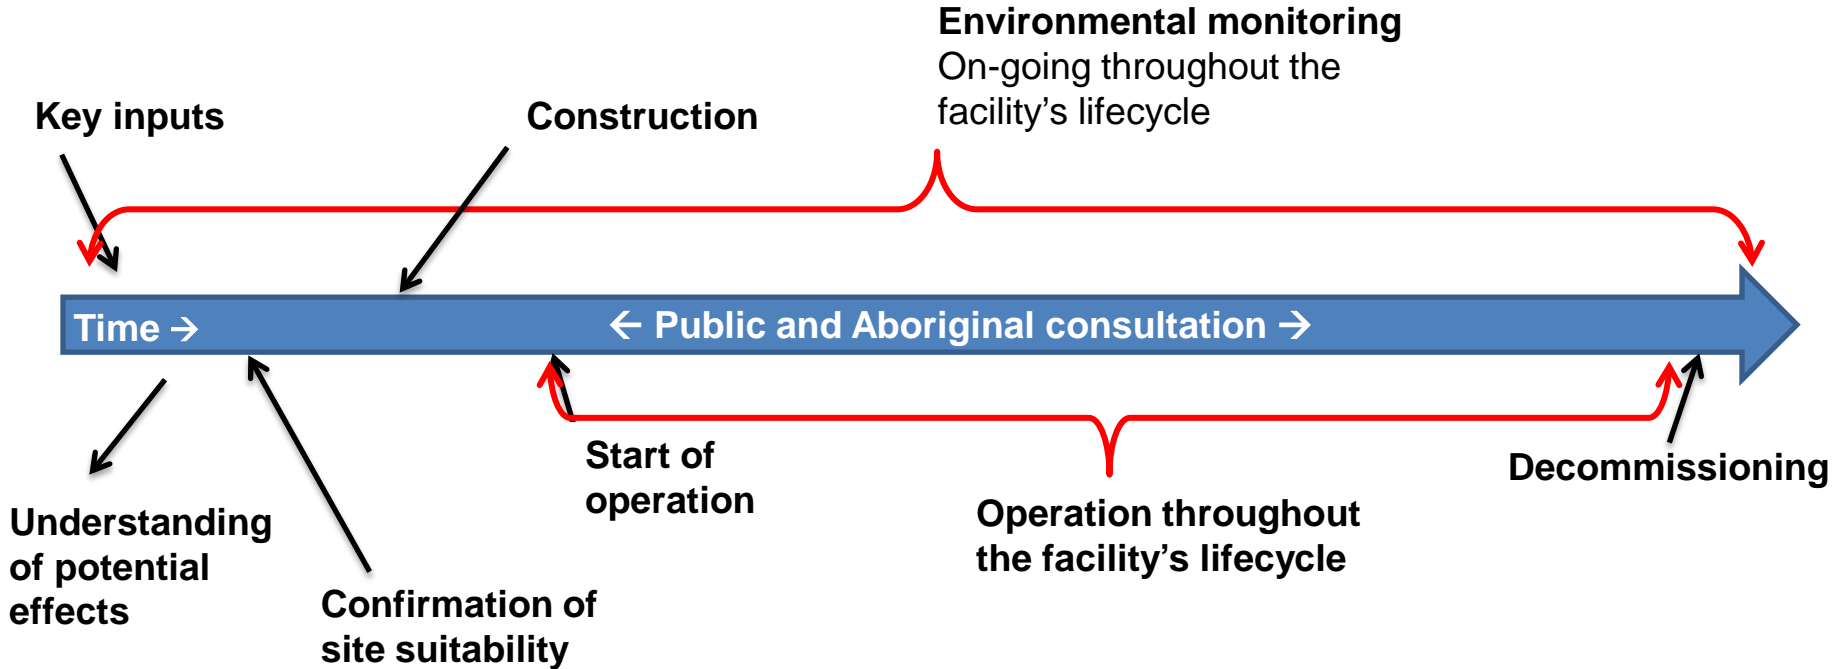 Environmental monitoring
On-going throughout the
facility’s lifecycle
Key inputs
Construction
Time →
← Public and Aboriginal consultation →
Start of
operation
Decommissioning
Understanding
of potential
effects
Operation throughout
the facility’s lifecycle
Confirmation of
site suitability